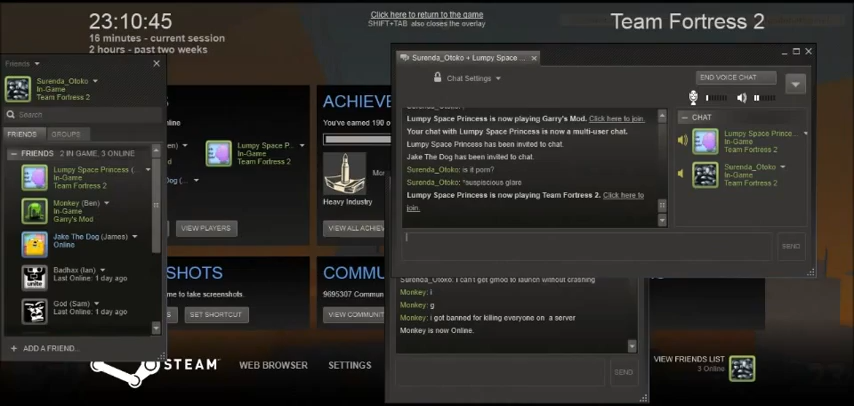 23:10:45
16 minutes - current session
2 hours - past two weeks
Click here to return to the game
SHIFT+TAB also closes the overlay
Team Fortress 2
Friends
Surenda_Otoko
In-Game
Team Fortress 2
Search
FRIENDS
GROUPS
FRIENDS 2 IN GAME, 3 ONLINE
Lumpy Space Princess (...
In-Game
Team Fortress 2
Monkey (Ben)
In-Game
Garry's Mod
Jake The Dog (James)
Online
Badhax (Ian)
Last Online: 1 day ago
God (Sam)
Last Online: 1 day ago
ADD A FRIEND...
Lumpy Space P...
In-Game
Team Fortress 2
VIEW PLAYERS
ACHIEVE
You've earned 190 o
Heavy Industry
VIEW ALL ACHIEV
SHOTS
me to take screenshots.
SET SHORTCUT
COMMU
9695307 Commun
VIEW COMMUNIT
STEAM
WEB BROWSER
SETTINGS
Surenda_Otoko + Lumpy Space ...
Chat Settings
END VOICE CHAT
Lumpy Space Princess is now playing Garry's Mod. Click here to join.
Your chat with Lumpy Space Princess is now a multi-user chat.
Lumpy Space Princess has been invited to chat.
Jake The Dog has been invited to chat.
Surenda_Otoko: is it porn?
Surenda_Otoko: *suspicious glare
Lumpy Space Princess is now playing Team Fortress 2. Click here to
join.
CHAT
Lumpy Space Prince...
In-Game
Team Fortress 2
Surenda_Otoko
In-Game
Team Fortress 2
SEND
Surenda_Otoko: I can't get gmod to launch without crashing
Monkey: i
Monkey: g
Monkey: i got banned for killing everyone on a server
Monkey is now Online.
SEND
VIEW FRIENDS LIST
3 Online